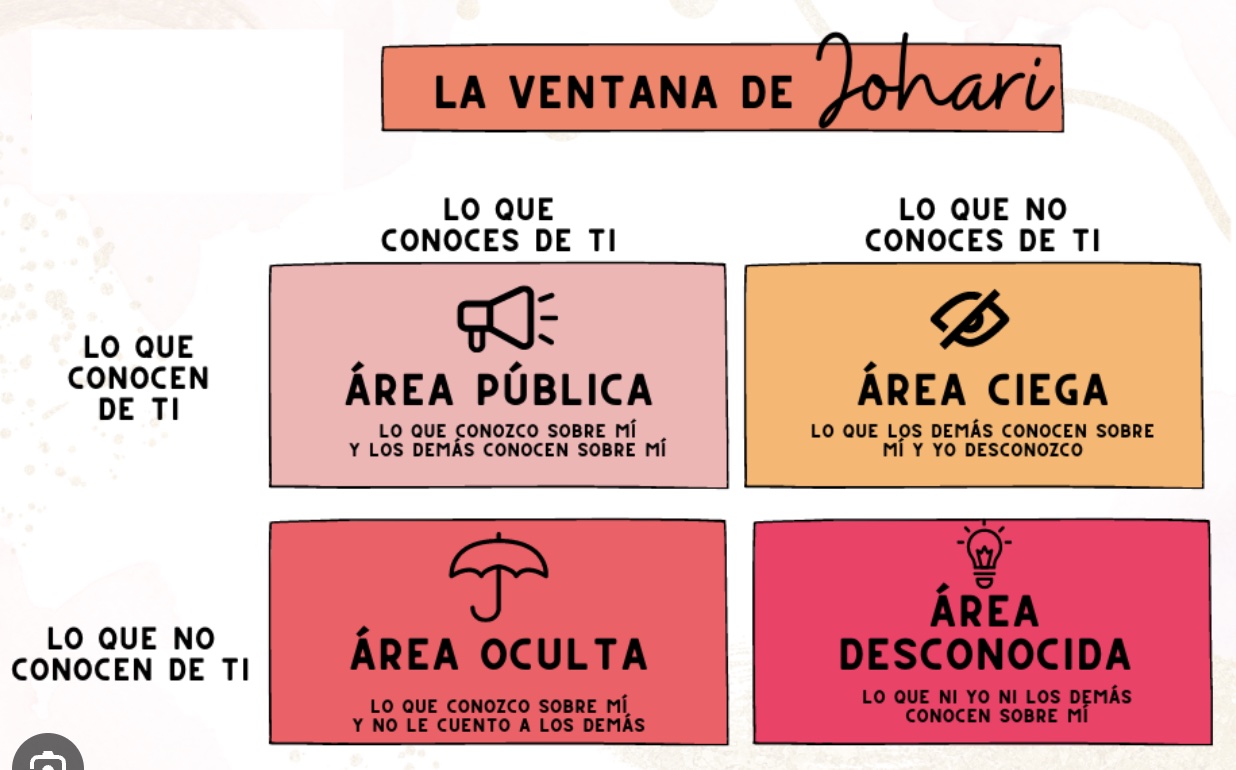 LA VENTANA DE Johari
LO QUE
CONOCES DE TI
LO QUE NO
CONOCES DE TI
LO QUE
CONOCEN
DE TI
ÁREA PÚBLICA
LO QUE CONOZCO SOBRE MÍ
Y LOS DEMÁS CONOCEN SOBRE MÍ
ÁREA CIEGA
LO QUE LOS DEMÁS CONOCEN SOBRE
MÍ Y YO DESCONOZCO
LO QUE NO
CONOCEN DE TI
ÁREA OCULTA
LO QUE CONOZCO SOBRE MÍ
Y NO LE CUENTO A LOS DEMÁS
ÁREA
DESCONOCIDA
LO QUE NI YO NI LOS DEMÁS
CONOCEN SOBRE MÍ